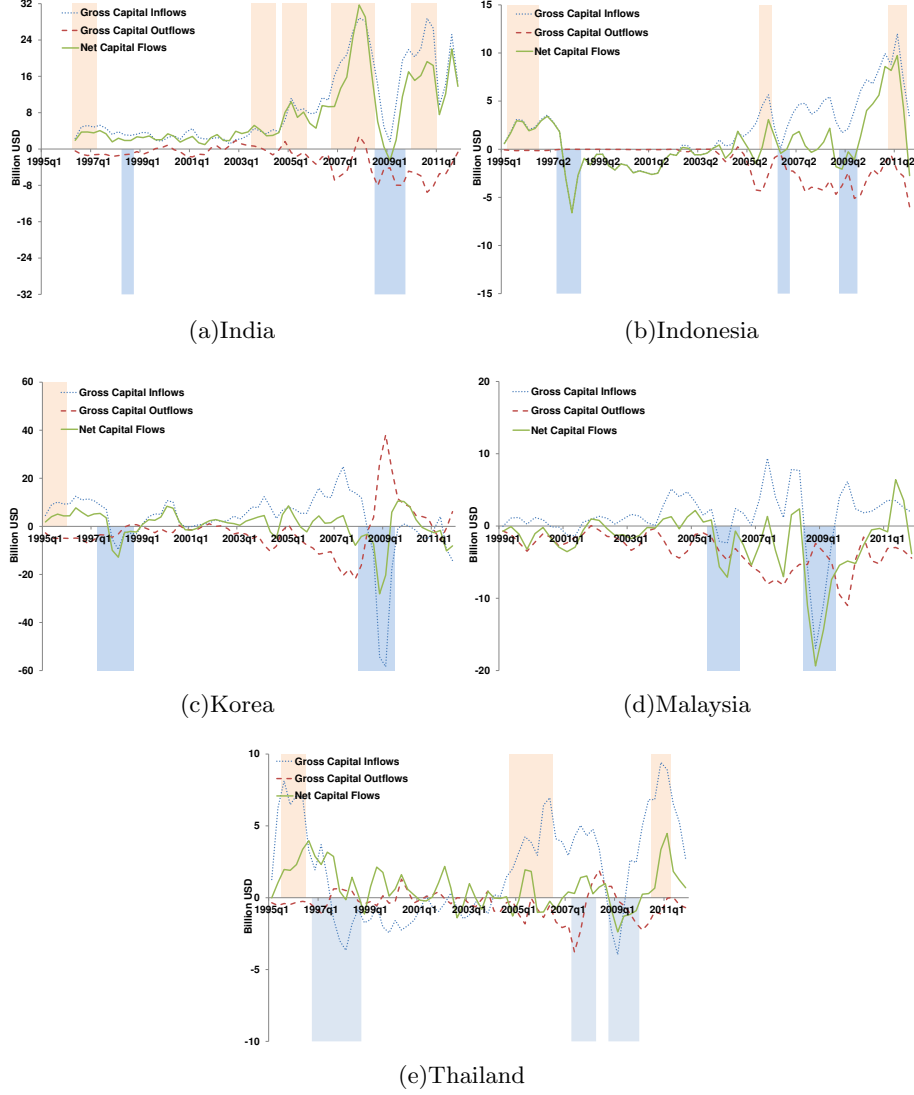 32
24
16
8
0
-8
-16
-24
-32
Billion USD
Gross Capital Inflows
Gross Capital Outflows
Net Capital Flows
1995q1 1997q1 1999q1 2001q1 2003q1 2005q1 2007q1 2009q1 2011q1
(a)India
15
10
5
0
-5
-10
-15
Billion USD
Gross Capital Inflows
Gross Capital Outflows
Net Capital Flows
1995q1 1997q2 1999q2 2001q2 2003q2 2005q2 2007q2 2009q2 2011q2
(b)Indonesia
60
40
20
0
-20
-40
-60
Billion USD
Gross Capital Inflows
Gross Capital Outflows
Net Capital Flows
1995q1 1997q1 1999q1 2001q1 2003q1 2005q1 2007q1 2009q1 2011q1
(c)Korea
20
10
0
-10
-20
Billion USD
Gross Capital Inflows
Gross Capital Outflows
Net Capital Flows
1999q1 2001q1 2003q1 2005q1 2007q1 2009q1 2011q1
(d)Malaysia
10
5
0
-5
-10
Billion USD
Gross Capital Inflows
Gross Capital Outflows
Net Capital Flows
1995q1 1997q1 1999q1 2001q1 2003q1 2005q1 2007q1 2009q1 2011q1
(e)Thailand